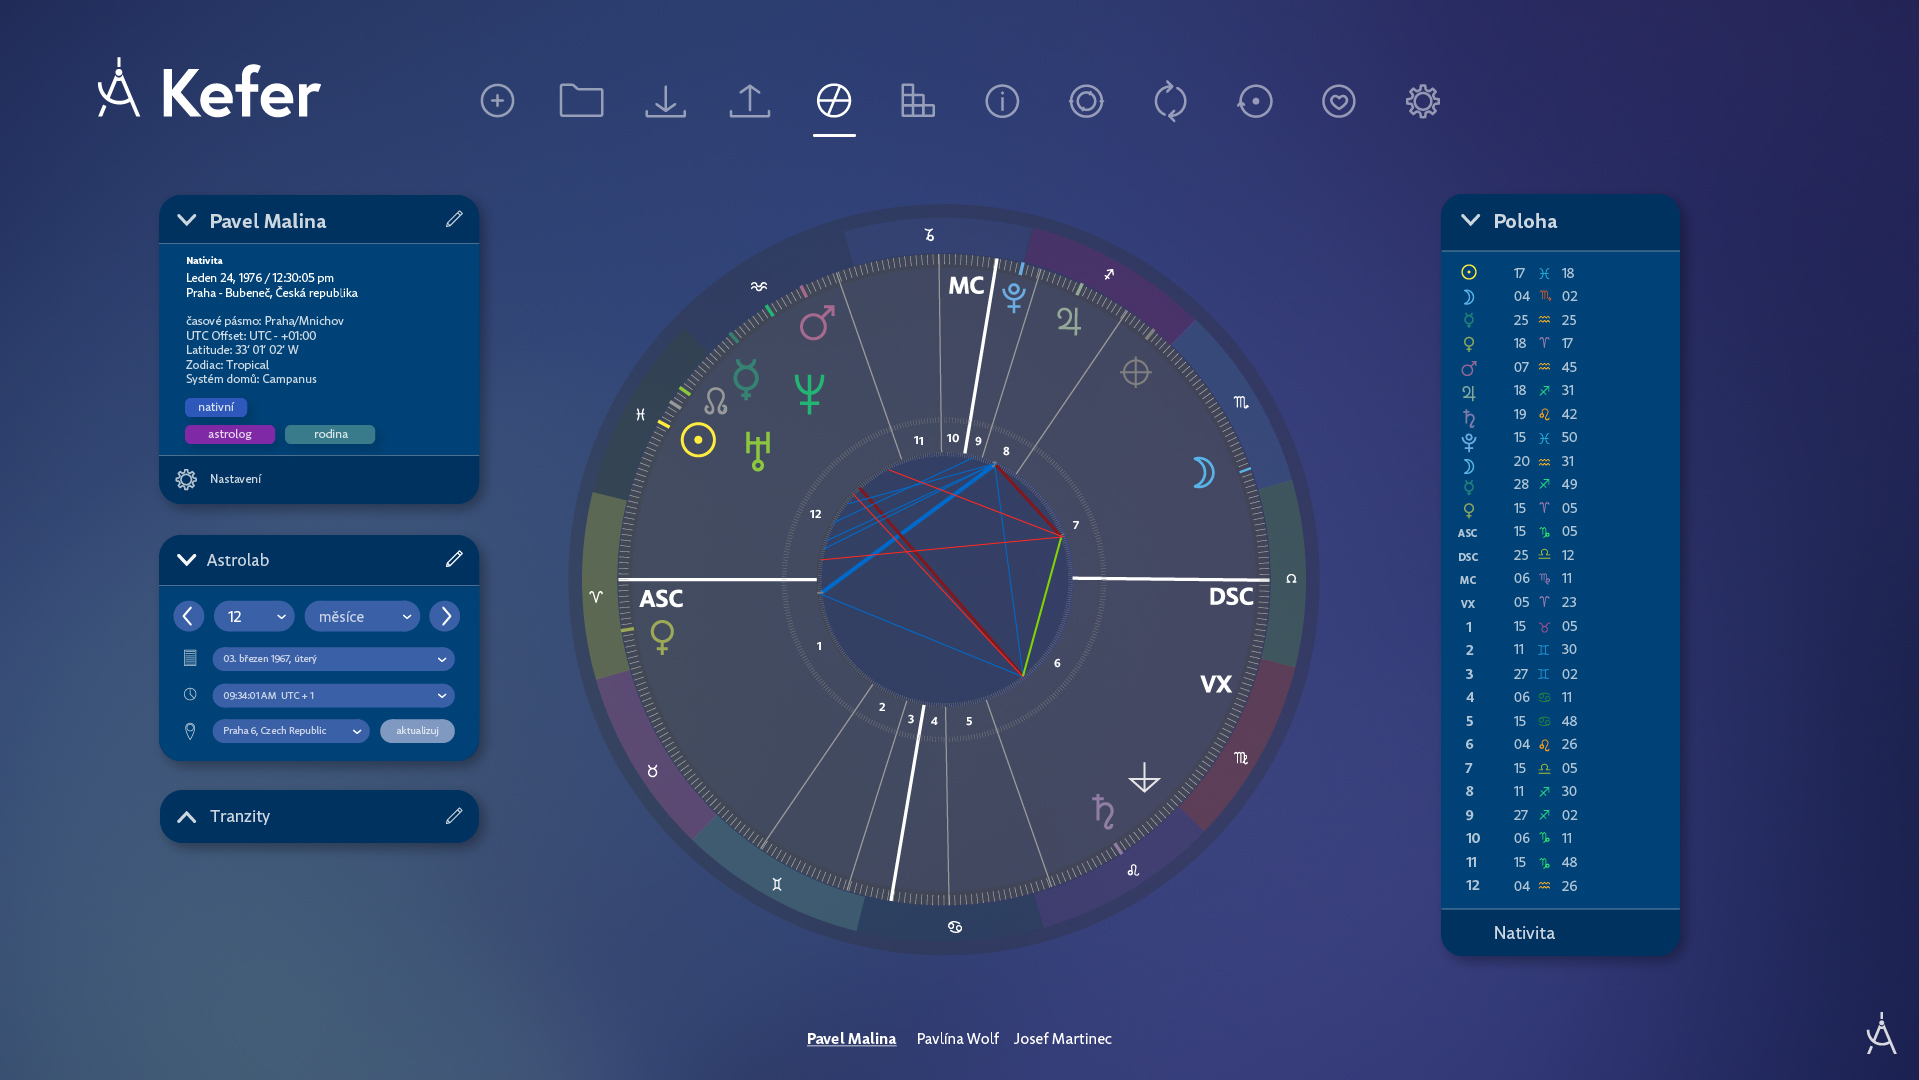 Kefer
Pavel Malina
Nativita
Leden 24, 1976 / 12:30:05 pm
Praha - Bubeneč, Česká republika
časové pásmo: Praha/Mnichov
UTC Offset: UTC - +01:00
Latitude: 33‘ 01‘ 02‘ W
Zodiac: Tropical
Systém domů: Campanus
nativní
astrolog
rodina
Nastavení
Astrolab
12
měsíce
03. březen 1967, úterý
09:34:01 AM UTC + 1
Praha 6, Czech Republic
aktualizuj
Tranzity
♑
♐
♒
MC
♇
♃
♂
☿
♆
☊
♓
☉
♅
♏
☽
11
10
9
8
12
7
ASC
♈
♀
DSC
1
6
VX
2
3
4
5
♉
♍
♄
♊
♌
♋
Poloha
☉ 17 ♓ 18
☽ 04 ♏ 02
☿ 25 ♒ 25
♀ 18 ♈ 17
♂ 07 ♒ 45
♃ 18 ♐ 31
♄ 19 ♌ 42
♇ 15 ♓ 50
☽ 20 ♒ 31
☿ 28 ♐ 49
♀ 15 ♈ 05
ASC 15 ♑ 05
DSC 25 ♎ 12
MC 06 ♍ 11
VX 05 ♈ 23
1 15 ♉ 05
2 11 ♊ 30
3 27 ♊ 02
4 06 ♋ 11
5 15 ♋ 48
6 04 ♌ 26
7 15 ♎ 05
8 11 ♐ 30
9 27 ♐ 02
10 06 ♑ 11
11 15 ♑ 48
12 04 ♒ 26
Nativita
Pavel Malina Pavlína Wolf Josef Martinec